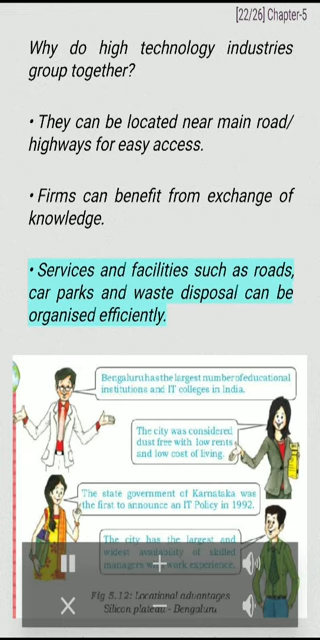 [22/26] Chapter-5
Why do high technology industries
group together?
• They can be located near main road/
highways for easy access.
• Firms can benefit from exchange of
knowledge.
• Services and facilities such as roads,
car parks and waste disposal can be
organised efficiently.
Bengaluru has the largest number of educational
institutions and IT colleges in India.
The city was considered
dust free with low rents
and low cost of living.
The state government of Karnataka was
the first to announce an IT Policy in 1992.
The city has the largest and
widest availability of skilled
managers with work experience.
Fig 5.12: Locational advantages
Silicon plateau - Bengaluru